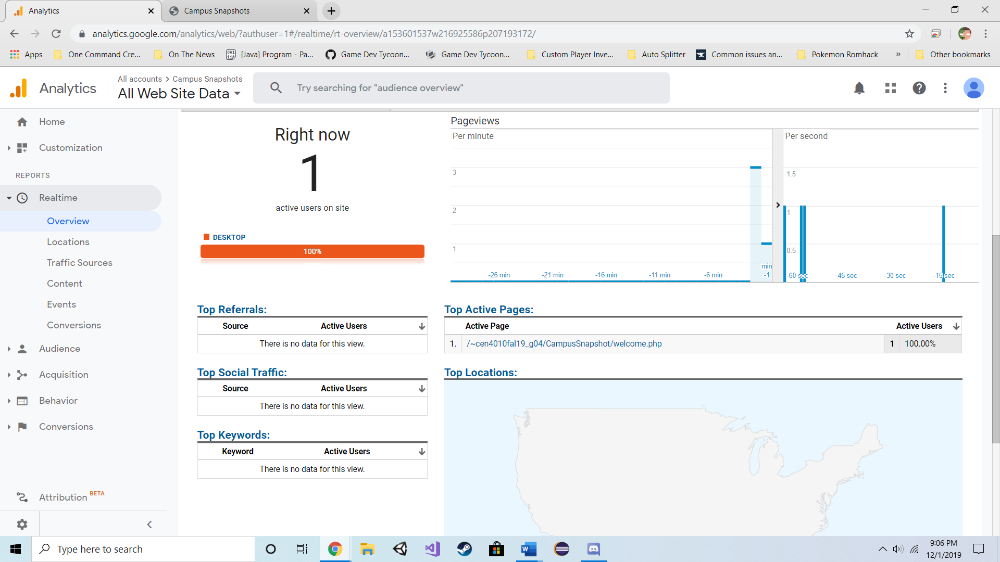 Analytics
Campus Snapshots
analytics.google.com/analytics/web/?authuser=1#/realtime/rt-overview/a153601537w216925586p207193172/
Apps
One Command Cre...
On The News
[Java] Program - Pa...
Game Dev Tycoon...
Game Dev Tycoon...
Custom Player Inve...
Auto Splitter
Common issues an...
Pokemon Romhack
»
Other bookmarks
Analytics
All accounts > Campus Snapshots
All Web Site Data
Try searching for "audience overview"
Home
Customization
REPORTS
Realtime
Overview
Locations
Traffic Sources
Content
Events
Conversions
Audience
Acquisition
Behavior
Conversions
Attribution BETA
Right now
1
active users on site
DESKTOP
100%
Pageviews
Per minute
3
2
1
-26 min
-21 min
-16 min
-11 min
-6 min
min
-1
Per second
1.5
1
0.5
-60 sec
-45 sec
-30 sec
-15 sec
Top Referrals:
Source Active Users
There is no data for this view.
Top Social Traffic:
Source Active Users
There is no data for this view.
Top Keywords:
Keyword Active Users
There is no data for this view.
Top Active Pages:
Active Page Active Users
1. /~cen4010fal19_g04/CampusSnapshot/welcome.php 1 100.00%
Top Locations:
Type here to search
9:06 PM
12/1/2019